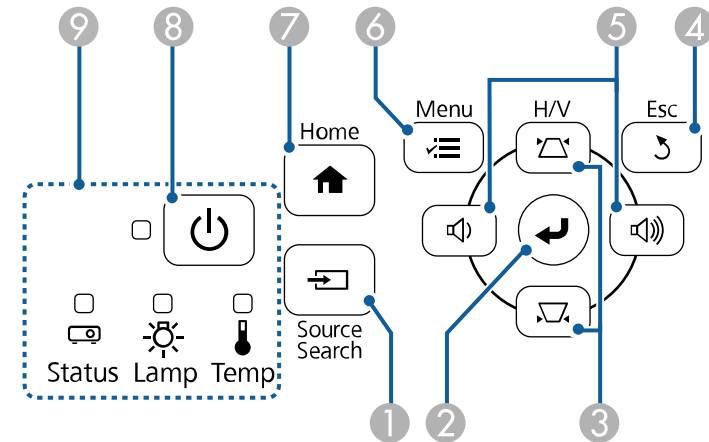 9 8 7 6 5 4
Menu H/V Esc
Home
Source
Search
Status Lamp Temp
1 2 3